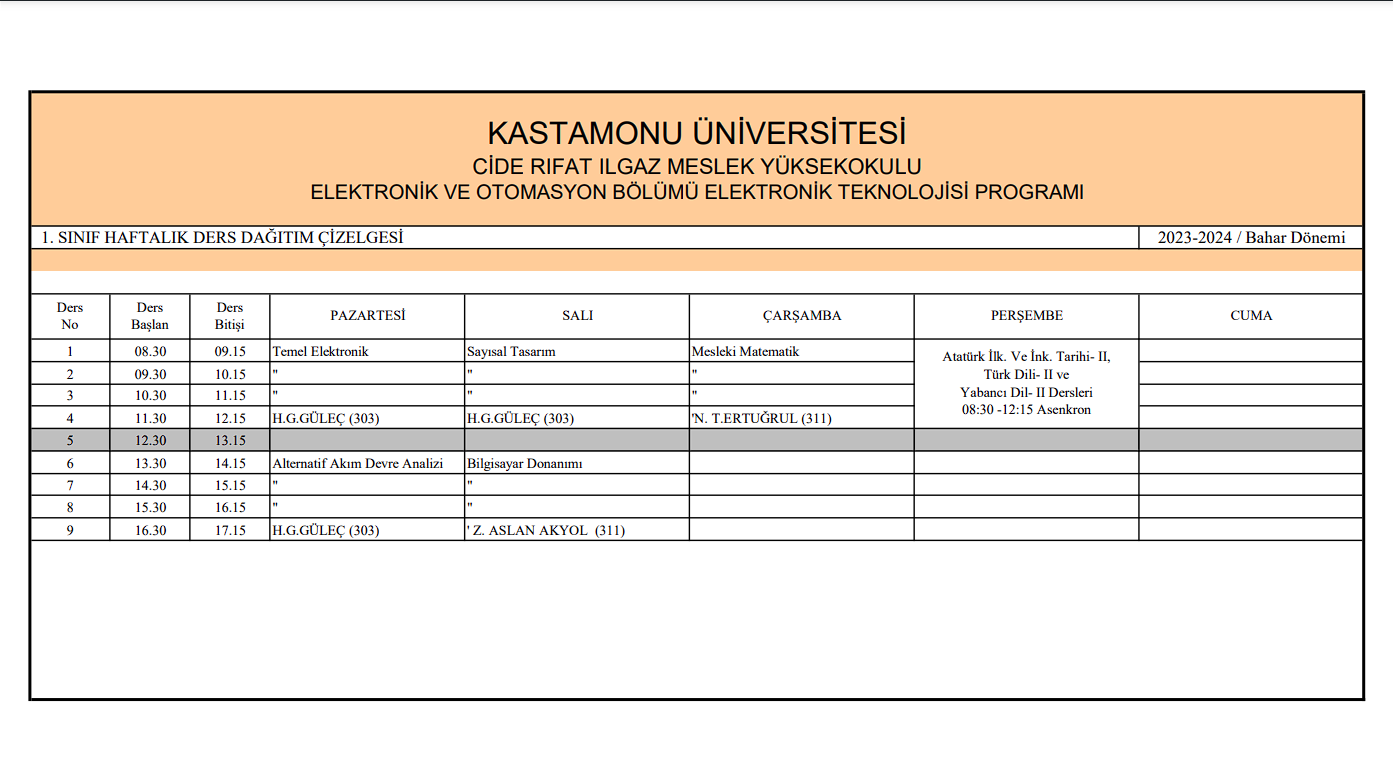 KASTAMONU ÜNİVERSİTESİ
CİDE RIFAT ILGAZ MESLEK YÜKSEKOKULU
ELEKTRONİK VE OTOMASYON BÖLÜMÜ ELEKTRONİK TEKNOLOJİSİ PROGRAMI
1. SINIF HAFTALIK DERS DAĞITIM ÇİZELGESİ 2023-2024 / Bahar Dönemi
Ders No Ders Başlan Ders Bitişi PAZARTESİ SALI ÇARŞAMBA PERŞEMBE CUMA
1 08.30 09.15 Temel Elektronik Sayısal Tasarım Mesleki Matematik
2 09.30 10.15 " " "
3 10.30 11.15 " " "
4 11.30 12.15 H.G.GÜLEÇ (303) H.G.GÜLEÇ (303) 'N. T.ERTUĞRUL (311)
Atatürk İlk. Ve İnk. Tarihi- II,
Türk Dili- II ve
Yabancı Dil- II Dersleri
08:30 -12:15 Asenkron
5 12.30 13.15
6 13.30 14.15 Alternatif Akım Devre Analizi Bilgisayar Donanımı
7 14.30 15.15 " "
8 15.30 16.15 " "
9 16.30 17.15 H.G.GÜLEÇ (303) ' Z. ASLAN AKYOL (311)